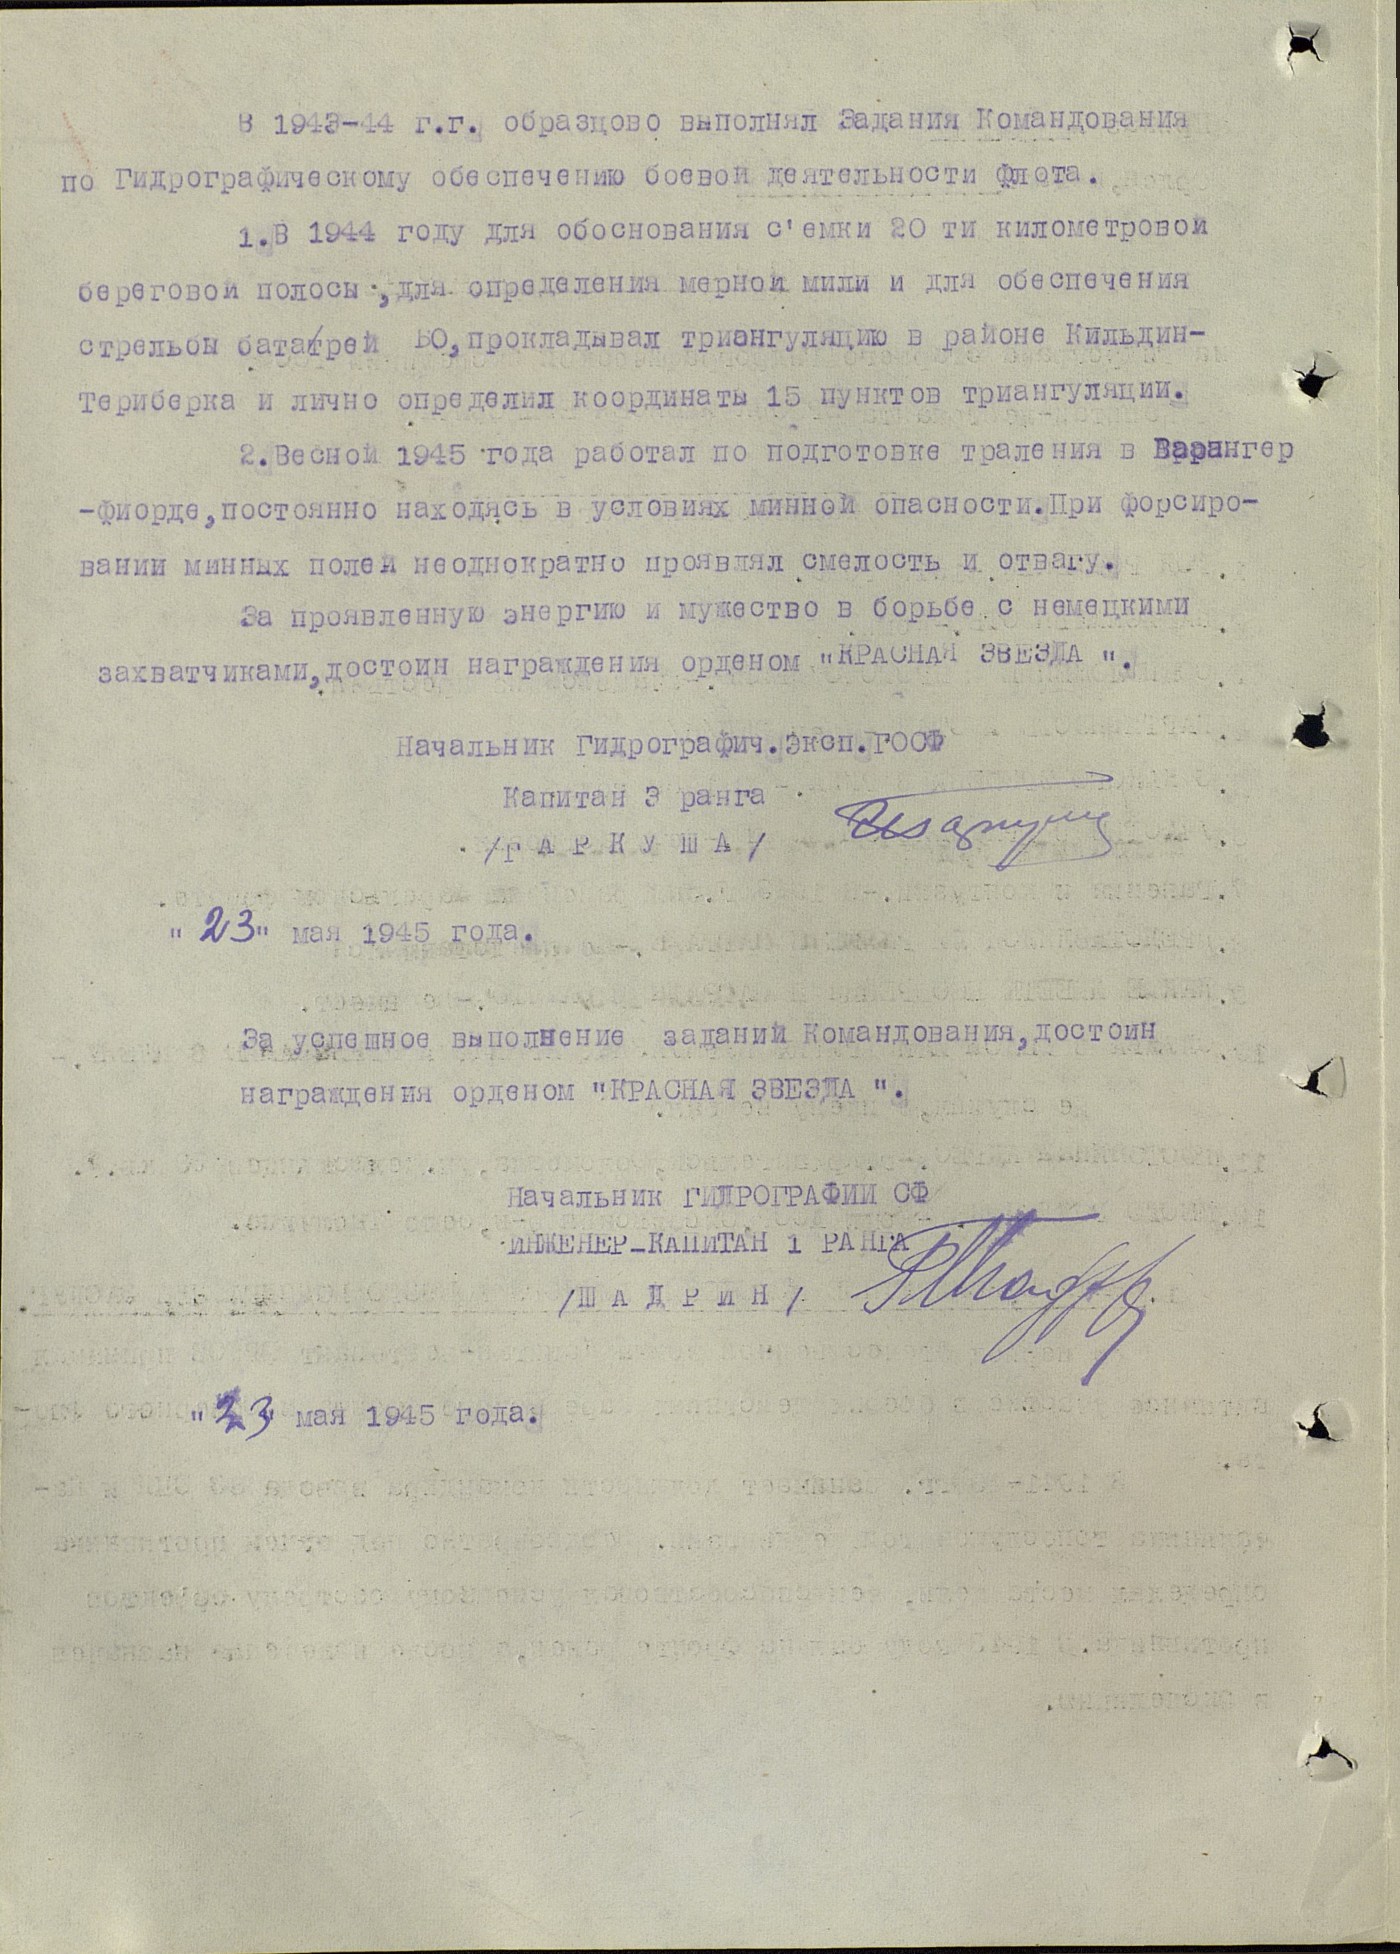 В 1943-44 г.г. образцово выполнял Задания Командования
по Гидрографическому обеспечению боевой деятельности Флота.
1.В 1944 году для обоснования с'емки 20 ти километровой
береговой полосы ,для определения мерной мили и для обеспечения
стрельбы батарей БО,прокладывал триангуляцию в районе Кильдин-
Териберка и лично определил координаты 15 пунктов триангуляции.
2.Весной 1945 года работал по подготовке траления в Варангер
-фиорде,постоянно находясь в условиях минной опасности.При форсиро-
вании минных полей неоднократно проявлял смелость и отвагу.
За проявленную энергию и мужество в борьбе с немецкими
захватчиками,достоин награждения орденом "КРАСНАЯ ЗВЕЗДА ".
Начальник Гидрографич.эксп.ГОСФ
Капитан 3 ранга
/Г А Р К У Ш А /
" 23 " мая 1945 года.
За успешное выполнение заданий Командования,достоин
награждения орденом "КРАСНАЯ ЗВЕЗДА ".
Начальник ГИДРОГРАФИИ СФ
ИНЖЕНЕР-КАПИТАН 1 РАНГА
/Ш А Д Р И Н /
" 23 " мая 1945 года.